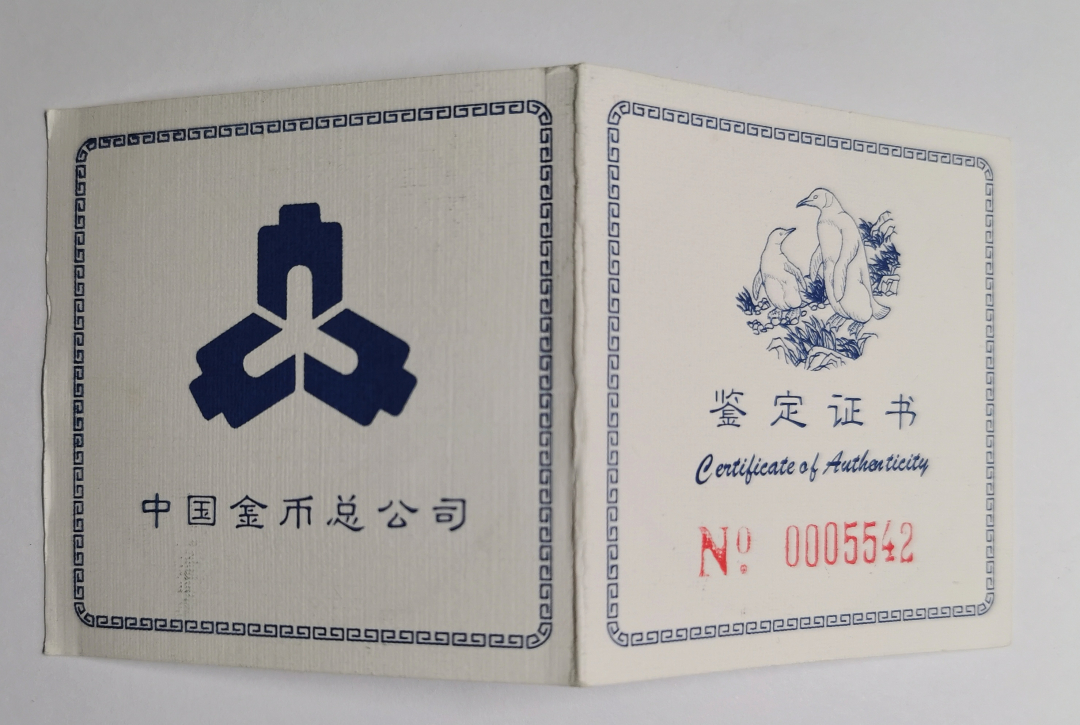 中国金币总公司
鉴定证书
Certificate of Authenticity
Nº. 0005542